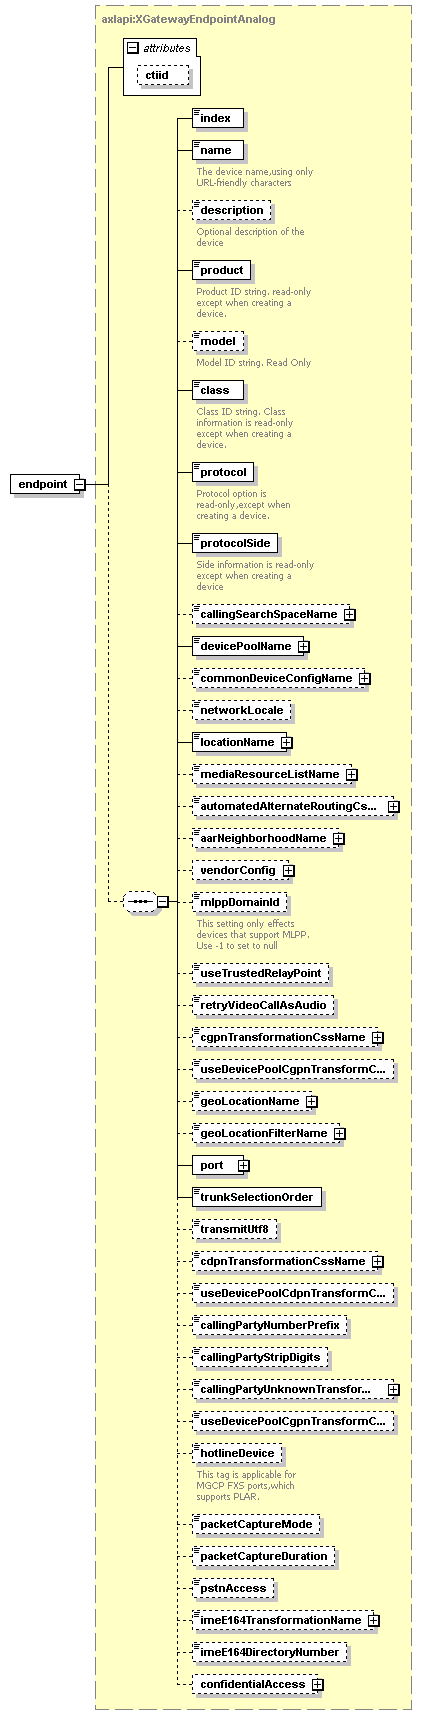 axlapi:XGatewayEndpointAnalog
attributes
ctiid
index
name
The device name,using only
URL-friendly characters
description
Optional description of the
device
product
Product ID string. read-only
except when creating a
device.
model
Model ID string. Read Only
class
Class ID string. Class
information is read-only
except when creating a
device.
protocol
Protocol option is
read-only,except when
creating a device.
endpoint
protocolSide
Side information is read-only
except when creating a
device
callingSearchSpaceName
devicePoolName
commonDeviceConfigName
networkLocale
locationName
mediaResourceListName
automatedAlternateRoutingCs...
aarNeighborhoodName
vendorConfig
mlppDomainId
This setting only effects
devices that support MLPP.
Use -1 to set to null
useTrustedRelayPoint
retryVideoCallAsAudio
cgpnTransformationCssName
useDevicePoolCgpnTransformC...
geoLocationName
geoLocationFilterName
port
trunkSelectionOrder
transmitUtf8
cdpnTransformationCssName
useDevicePoolCdpnTransformC...
callingPartyNumberPrefix
callingPartyStripDigits
callingPartyUnknownTransfor...
useDevicePoolCgpnTransformC...
hotlineDevice
This tag is applicable for
MGCP FXS ports,which
supports PLAR.
packetCaptureMode
packetCaptureDuration
pstnAccess
imeE164TransformationName
imeE164DirectoryNumber
confidentialAccess